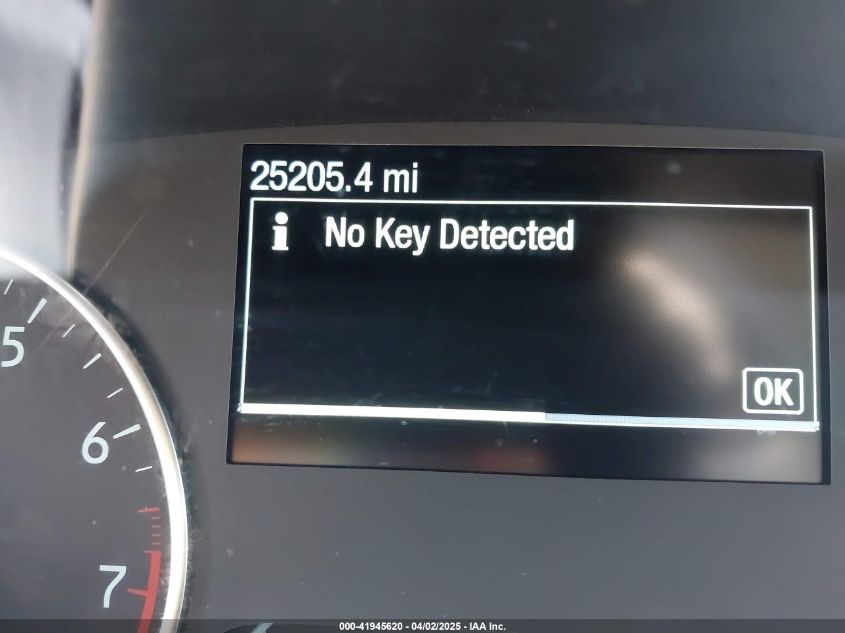 25205.4 mi
i No Key Detected
OK
5
6
7
000-41945620 - 04/02/2025 - IAA Inc.